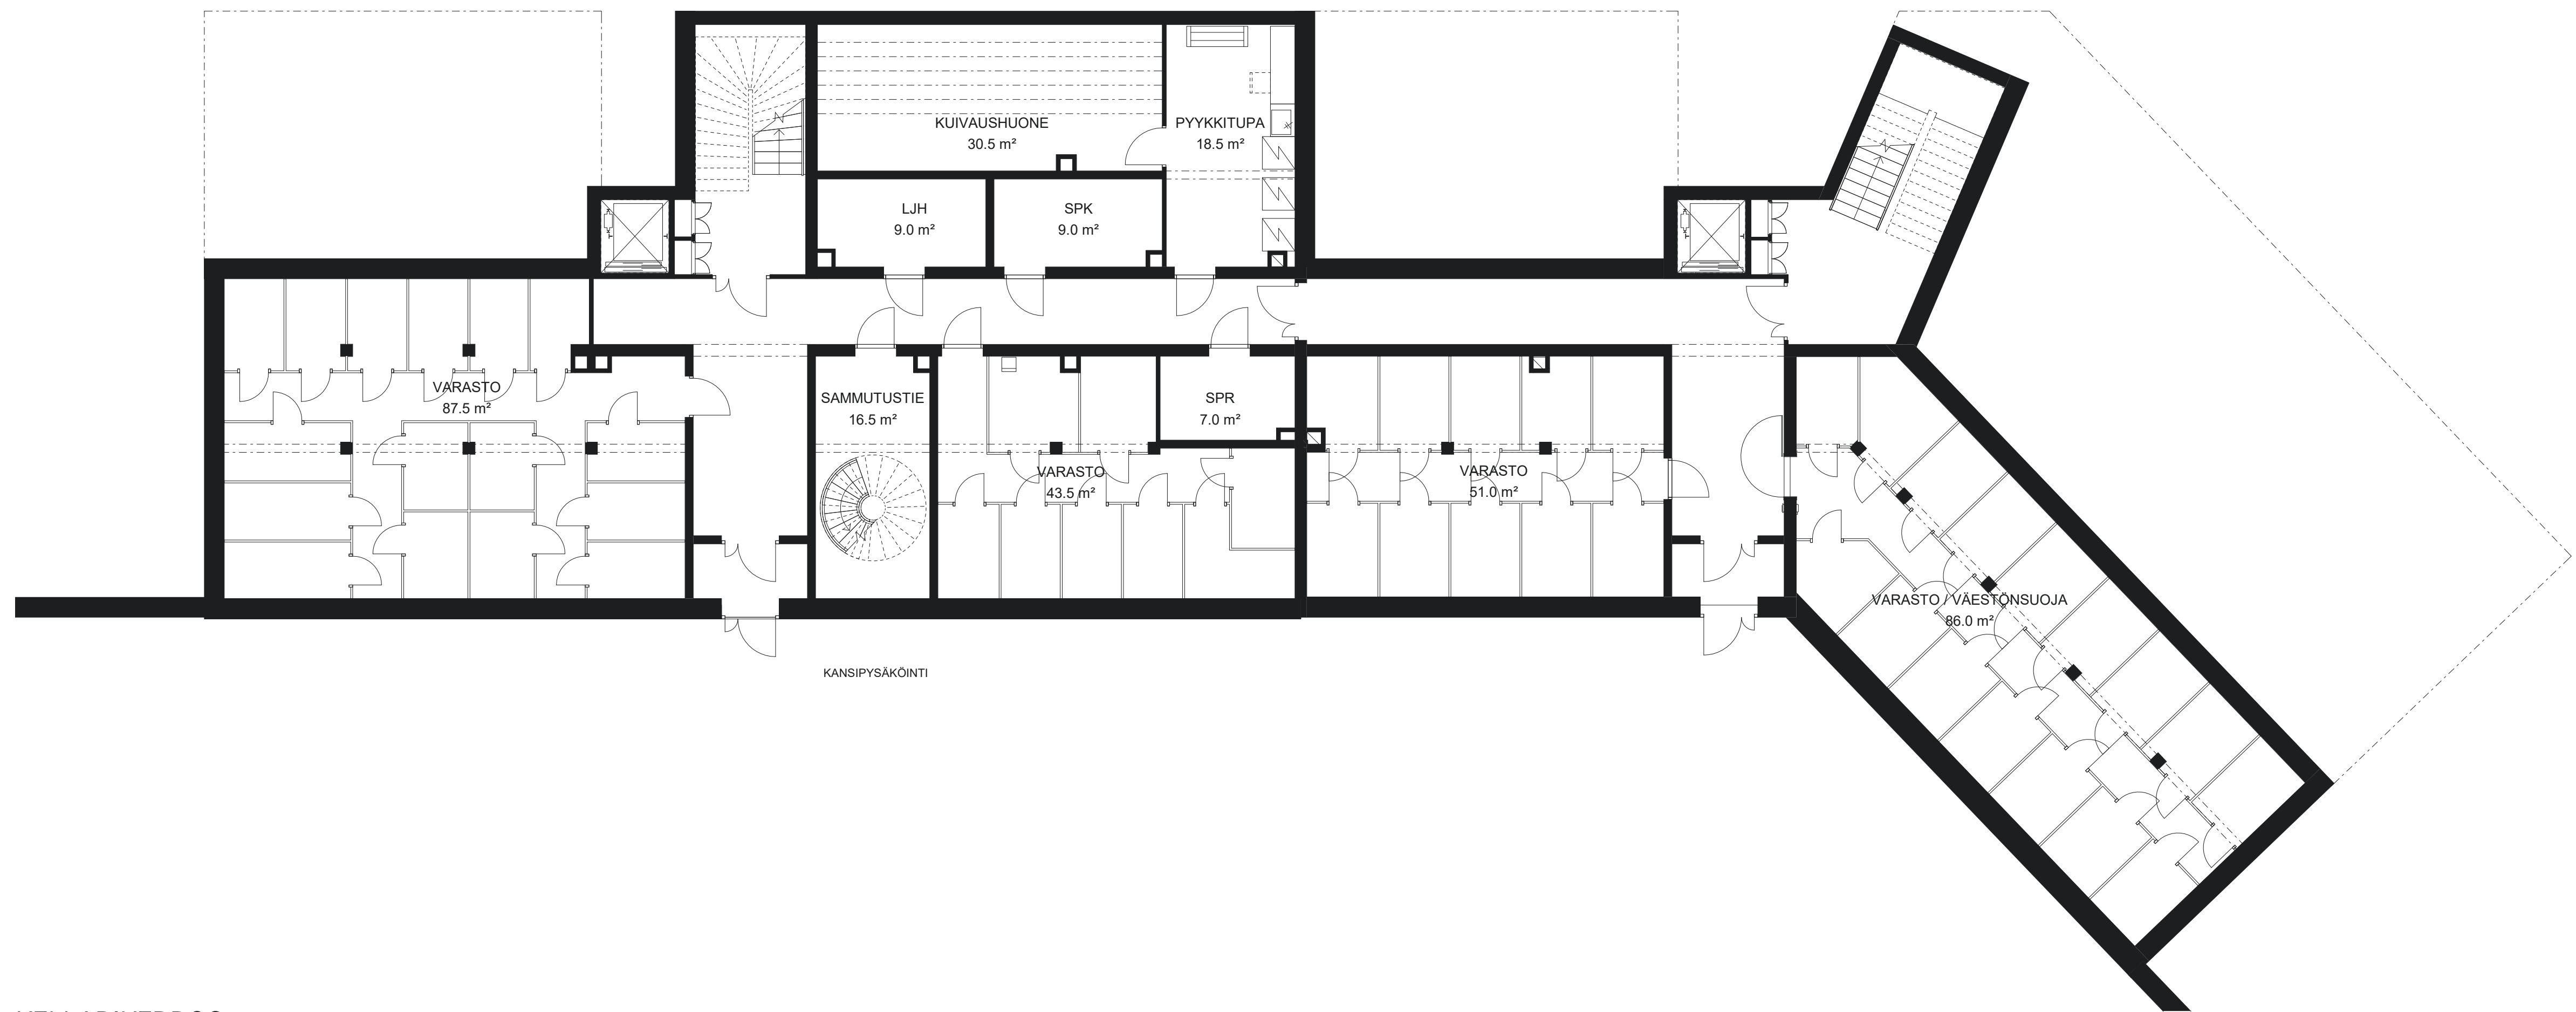 KUIVAUSHUONE
30.5 m²
PYYKKITUPA
18.5 m²
LJH
9.0 m²
SPK
9.0 m²
VARASTO
87.5 m²
SAMMUTUSTIE
16.5 m²
SPR
7.0 m²
VARASTO
43.5 m²
VARASTO
51.0 m²
VARASTO / VÄESTÖNSUOJA
86.0 m²
KANSIPYSÄKÖINTI